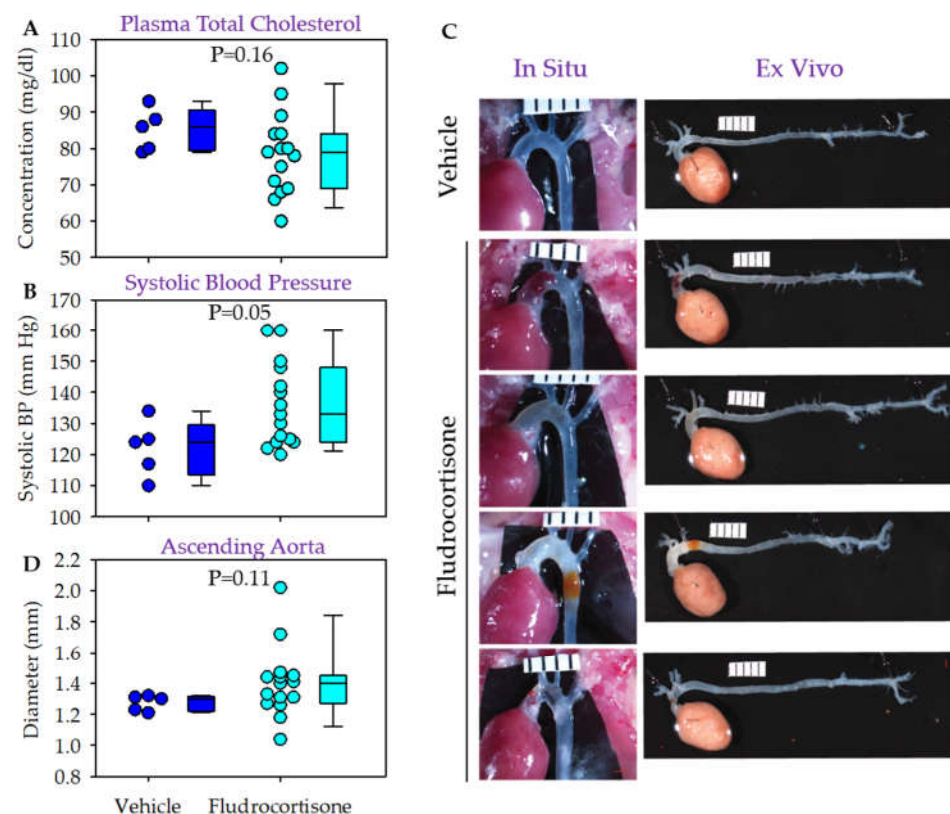 A
Plasma Total Cholesterol
P=0.16
Concentration (mg/dl)
110
100
90
80
70
60
50
B
Systolic Blood Pressure
P=0.05
Systolic BP (mm Hg)
170
160
150
140
130
120
110
100
D
Ascending Aorta
P=0.11
Diameter (mm)
2.2
2.0
1.8
1.6
1.4
1.2
1.0
0.8
Vehicle Fludrocortisone
C
In Situ Ex Vivo
Vehicle
Fludrocortisone